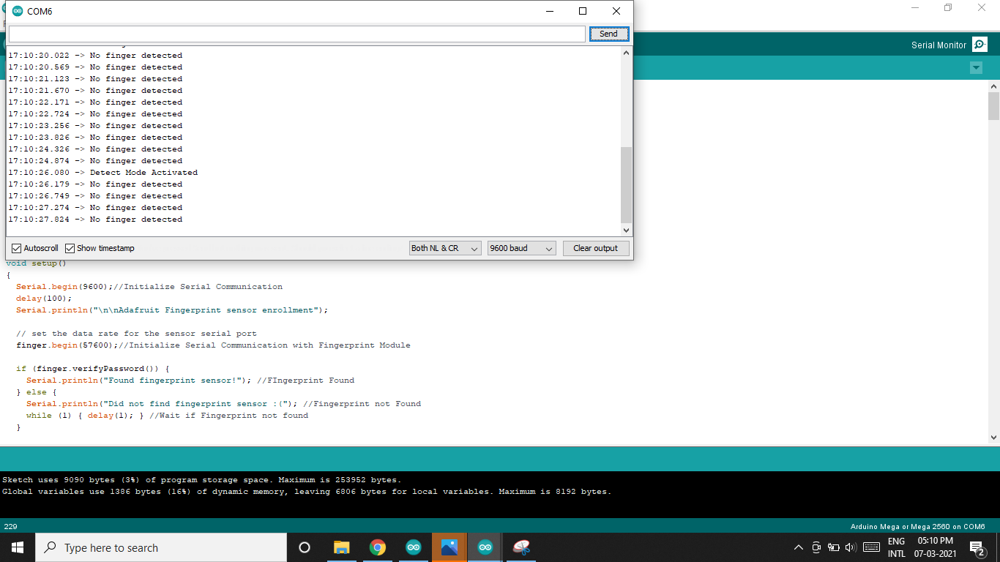 COM6
Send
17:10:20.022 -> No finger detected
17:10:20.569 -> No finger detected
17:10:21.123 -> No finger detected
17:10:21.670 -> No finger detected
17:10:22.171 -> No finger detected
17:10:22.724 -> No finger detected
17:10:23.256 -> No finger detected
17:10:23.826 -> No finger detected
17:10:24.326 -> No finger detected
17:10:24.874 -> No finger detected
17:10:26.080 -> Detect Mode Activated
17:10:26.179 -> No finger detected
17:10:26.749 -> No finger detected
17:10:27.274 -> No finger detected
17:10:27.824 -> No finger detected
Autoscroll Show timestamp Both NL & CR 9600 baud Clear output
Serial Monitor
void setup()
{
Serial.begin(9600);//Initialize Serial Communication
delay(100);
Serial.println("\n\nAdafruit Fingerprint sensor enrollment");
// set the data rate for the sensor serial port
finger.begin(57600);//Initialize Serial Communication with Fingerprint Module
if (finger.verifyPassword()) {
Serial.println("Found fingerprint sensor!"); //FIngerprint Found
} else {
Serial.println("Did not find fingerprint sensor :("); //Fingerprint not Found
while (1) { delay(1); } //Wait if Fingerprint not found
}
Sketch uses 9090 bytes (3%) of program storage space. Maximum is 253952 bytes.
Global variables use 1386 bytes (16%) of dynamic memory, leaving 6806 bytes for local variables. Maximum is 8192 bytes.
229
Arduino Mega or Mega 2560 on COM6
Type here to search
ENG
INTL
05:10 PM
07-03-2021
2